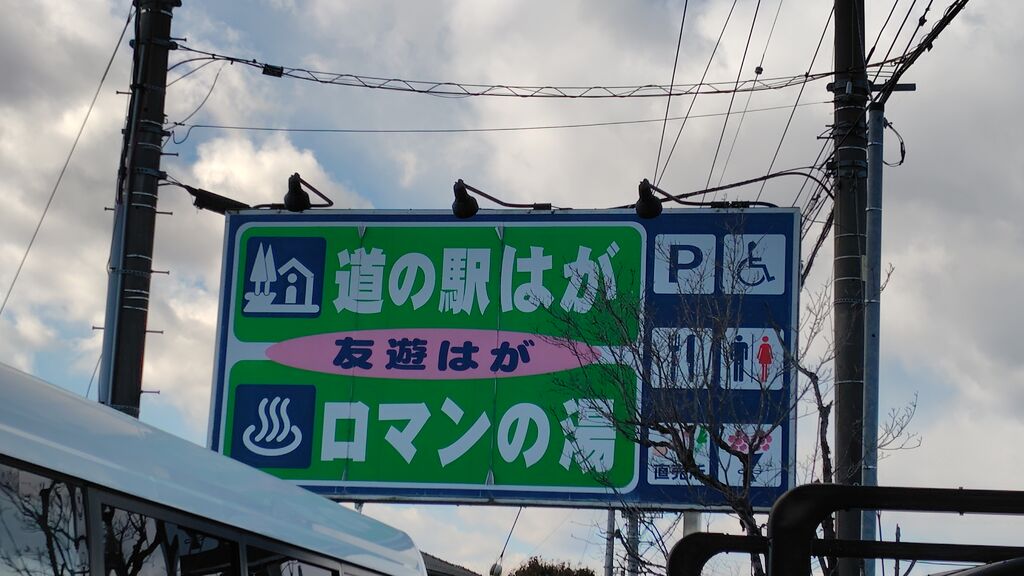 道の駅はが
友遊はが
ロマンの湯
P
直売所